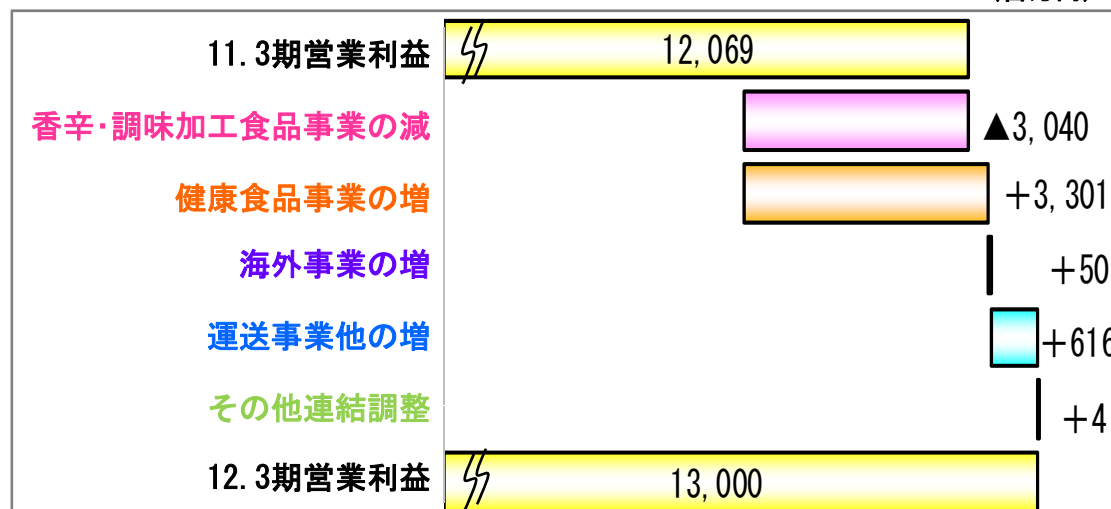 11.3期営業利益 12,069
香辛・調味加工食品事業の減 ▲3,040
健康食品事業の増 +3,301
海外事業の増 +50
運送事業他の増 +616
その他連結調整 +4
12.3期営業利益 13,000